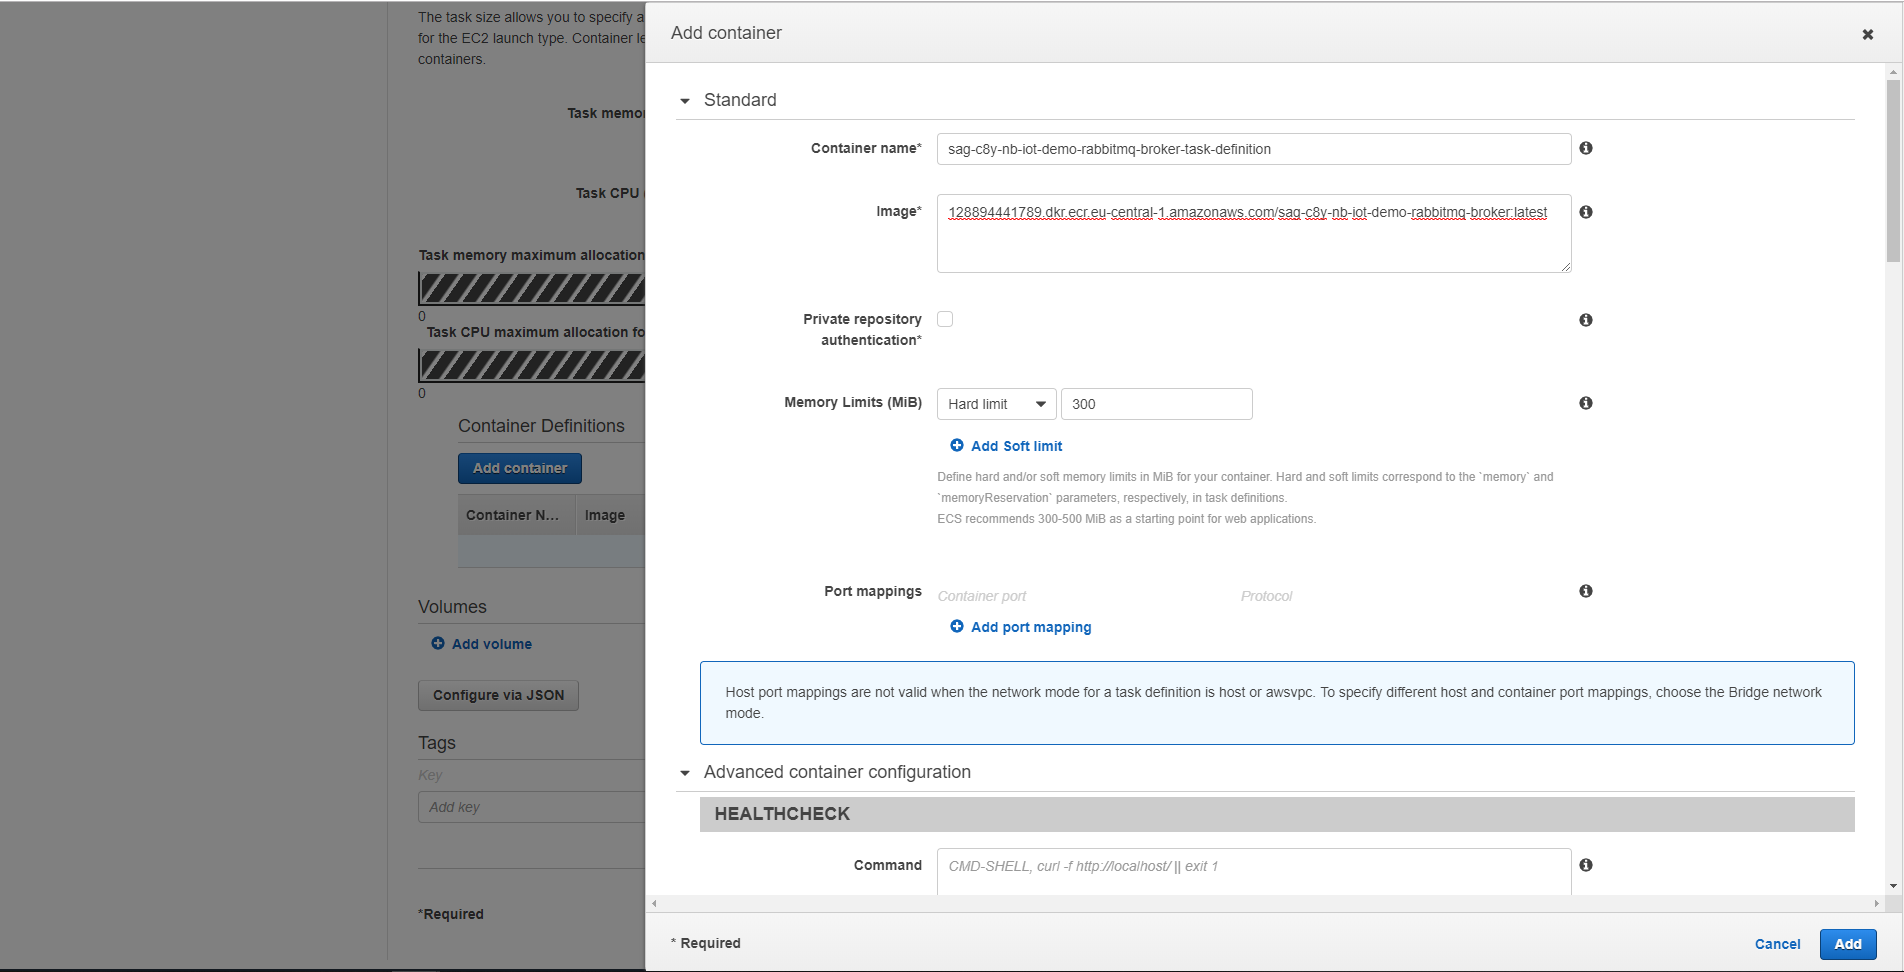 The task size allows you to specify a
for the EC2 launch type. Container le
containers.
Task memor
Task CPU (
Task memory maximum allocation
0
Task CPU maximum allocation fo
0
Container Definitions
Add container
Container N... Image
Volumes
Add volume
Configure via JSON
Tags
Key
Add key
*Required
Add container
Standard
Container name* sag-c8y-nb-iot-demo-rabbitmq-broker-task-definition
Image* 128894441789.dkr.ecr.eu-central-1.amazonaws.com/sag-c8y-nb-iot-demo-rabbitmq-broker:latest
Private repository
authentication*
Memory Limits (MiB) Hard limit 300
Add Soft limit
Define hard and/or soft memory limits in MiB for your container. Hard and soft limits correspond to the `memory` and
`memoryReservation` parameters, respectively, in task definitions.
ECS recommends 300-500 MiB as a starting point for web applications.
Port mappings Container port Protocol
Add port mapping
Host port mappings are not valid when the network mode for a task definition is host or awsvpc. To specify different host and container port mappings, choose the Bridge network
mode.
Advanced container configuration
HEALTHCHECK
Command CMD-SHELL, curl -f http://localhost/ || exit 1
* Required
Cancel Add